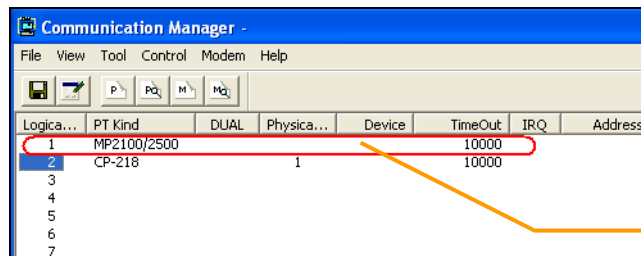 Communication Manager -
File View Tool Control Modem Help
P PQ M MQ
Logica... PT Kind DUAL Physica... Device TimeOut IRQ Address
1 MP2100/2500 10000
2 CP-218 1 10000
3
4
5
6
7